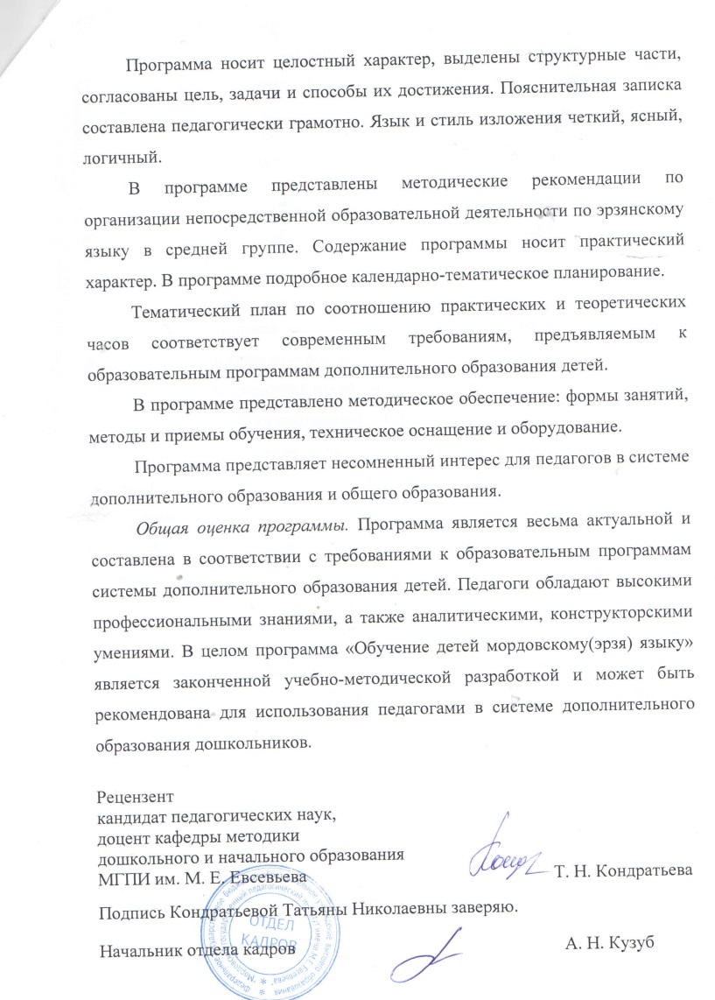 Программа носит целостный характер, выделены структурные части,
согласованы цель, задачи и способы их достижения. Пояснительная записка
составлена педагогически грамотно. Язык и стиль изложения четкий, ясный,
логичный.
В программе представлены методические рекомендации по
организации непосредственной образовательной деятельности по эрзянскому
языку в средней группе. Содержание программы носит практический
характер. В программе подробное календарно-тематическое планирование.
Тематический план по соотношению практических и теоретических
часов соответствует современным требованиям, предъявляемым к
образовательным программам дополнительного образования детей.
В программе представлено методическое обеспечение: формы занятий,
методы и приемы обучения, техническое оснащение и оборудование.
Программа представляет несомненный интерес для педагогов в системе
дополнительного образования и общего образования.
Общая оценка программы. Программа является весьма актуальной и
составлена в соответствии с требованиями к образовательным программам
системы дополнительного образования детей. Педагоги обладают высокими
профессиональными знаниями, а также аналитическими, конструкторскими
умениями. В целом программа «Обучение детей мордовскому(эрзя) языку»
является законченной учебно-методической разработкой и может быть
рекомендована для использования педагогами в системе дополнительного
образования дошкольников.
Рецензент
кандидат педагогических наук,
доцент кафедры методики
дошкольного и начального образования
МГПИ им. М. Е. Евсевьева
Т. Н. Кондратьева
Подпись Кондратьевой Татьяны Николаевны заверяю.
Начальник отдела кадров
А. Н. Кузуб
ОТДЕЛ
КАДРОВ